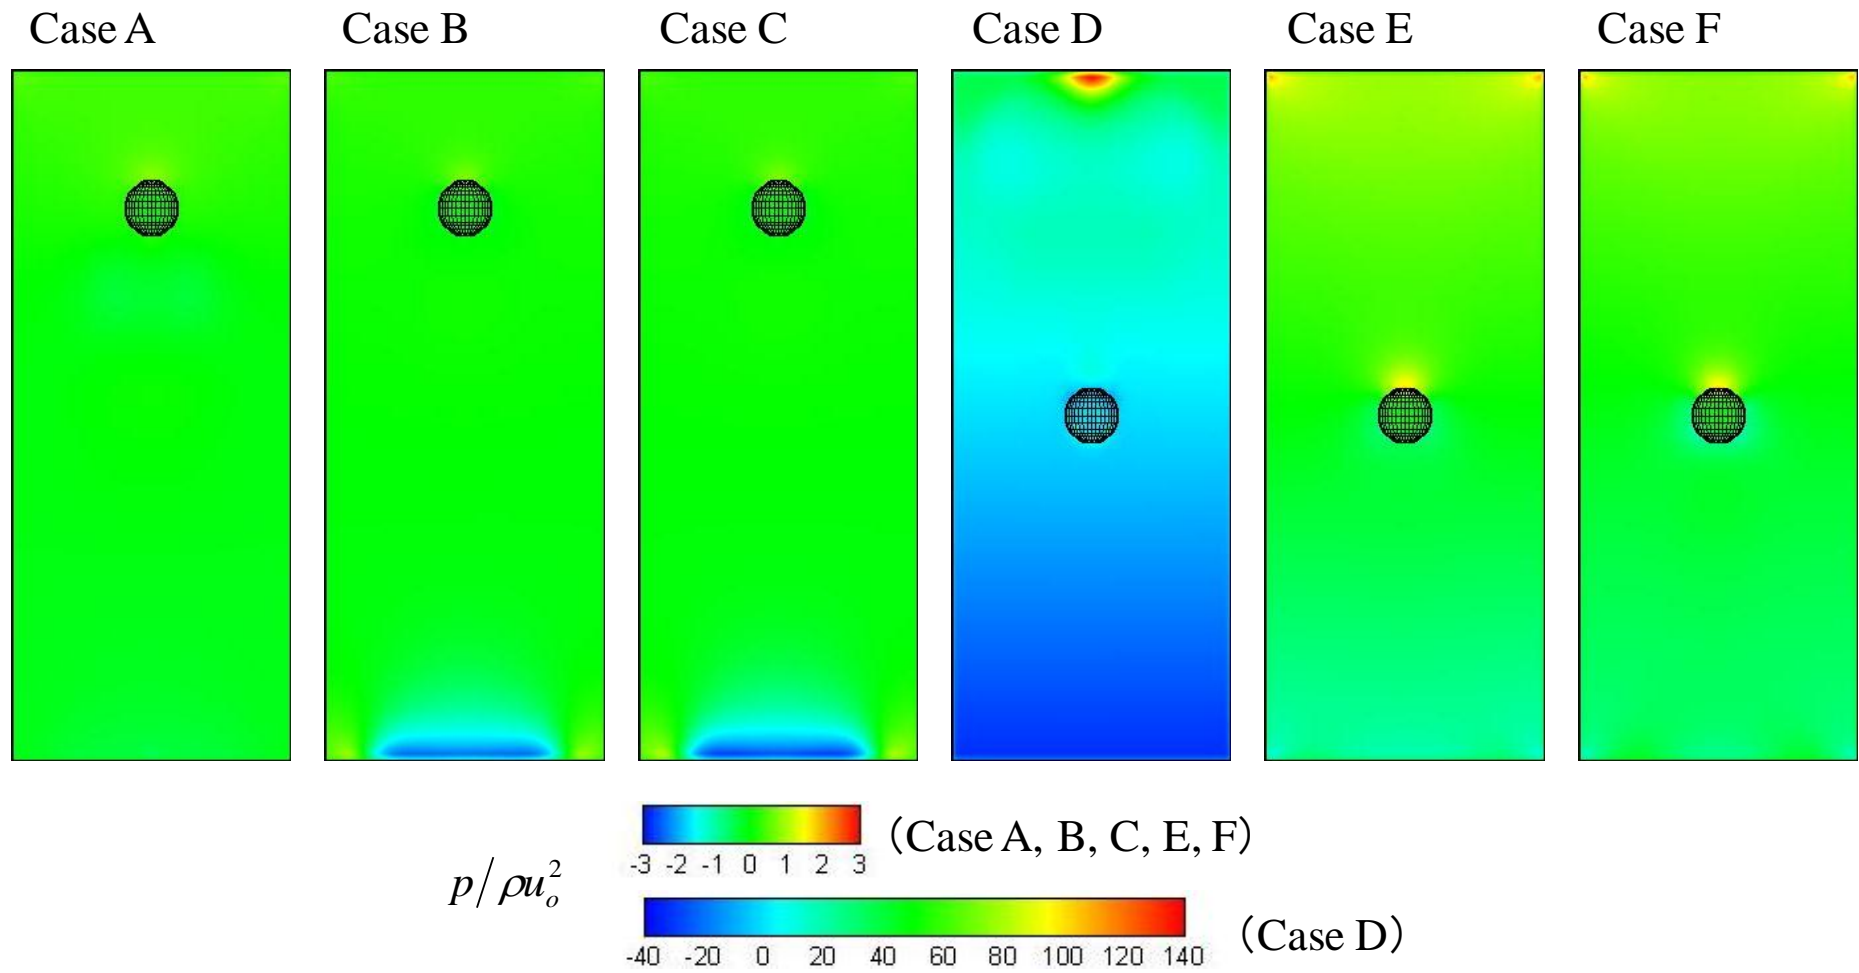 Case A Case B Case C Case D Case E Case F
-3 -2 -1 0 1 2 3
(Case A, B, C, E, F)
p/ρu_o^2
-40 -20 0 20 40 60 80 100 120 140
(Case D)